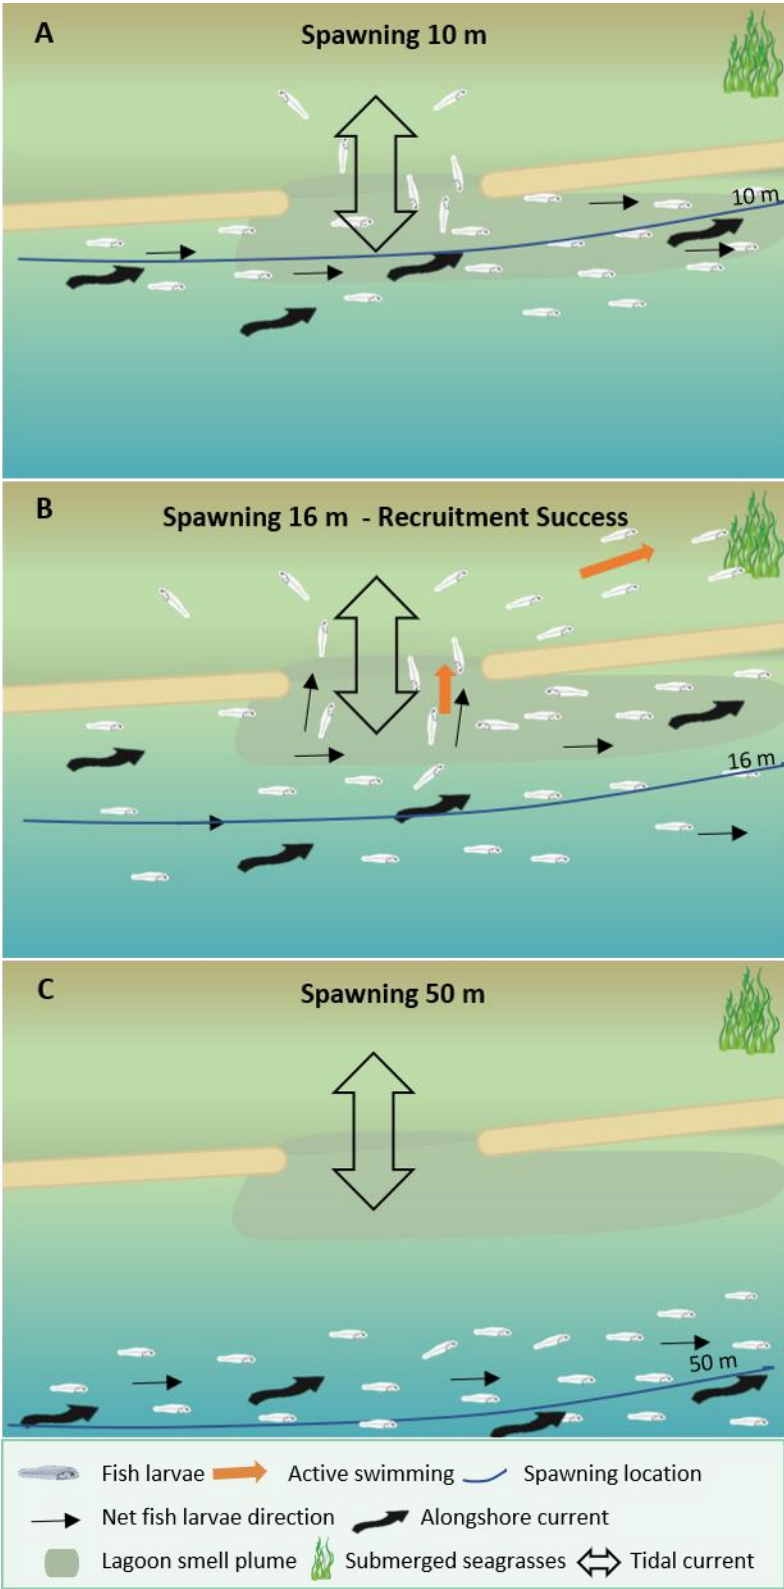 A
Spawning 10 m
10 m
B
Spawning 16 m - Recruitment Success
16 m
C
Spawning 50 m
50 m
Fish larvae Active swimming Spawning location
Net fish larvae direction Alongshore current
Lagoon smell plume Submerged seagrasses Tidal current